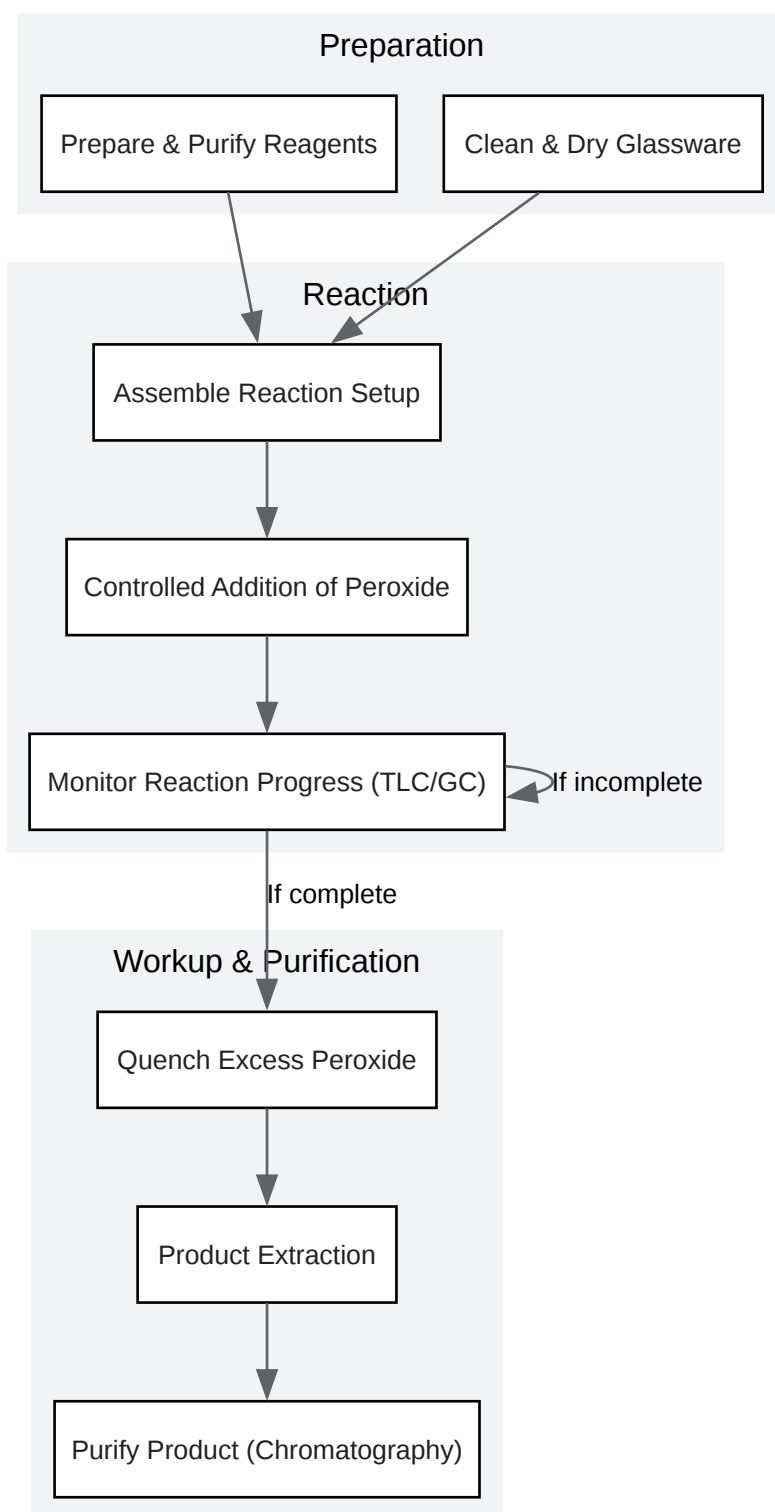 Preparation
Prepare & Purify Reagents
Clean & Dry Glassware
Reaction
Assemble Reaction Setup
Controlled Addition of Peroxide
Monitor Reaction Progress (TLC/GC)
If incomplete
If complete
Workup & Purification
Quench Excess Peroxide
Product Extraction
Purify Product (Chromatography)